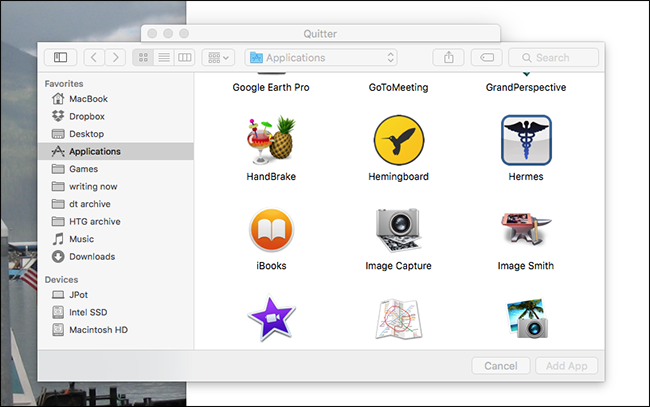 Quitter
Applications
Search
Favorites
MacBook
Dropbox
Desktop
Applications
Games
writing now
dt archive
HTG archive
Music
Downloads
Devices
JPot
Intel SSD
Macintosh HD
Google Earth Pro
GoToMeeting
GrandPerspective
HandBrake
Hemingboard
Hermes
iBooks
Image Capture
Image Smith
Cancel
Add App